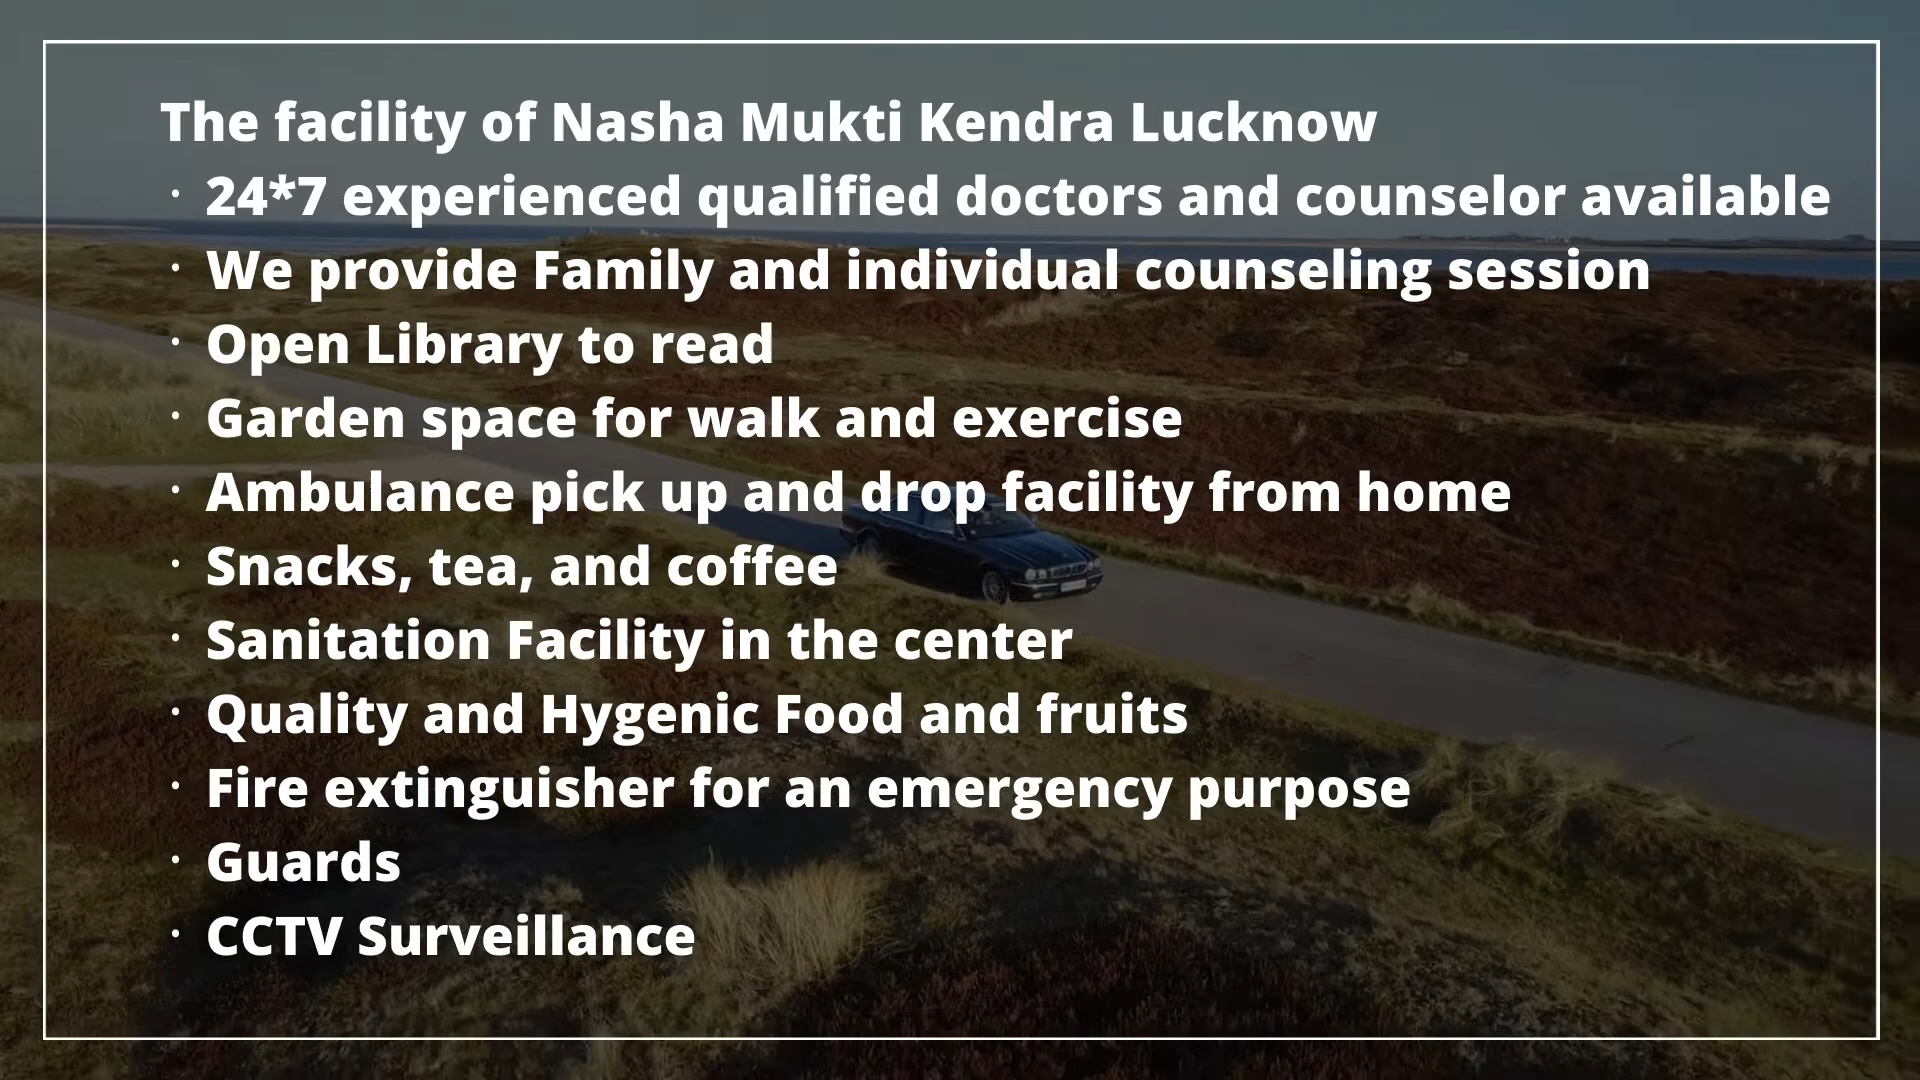 The facility of Nasha Mukti Kendra Lucknow
· 24*7 experienced qualified doctors and counselor available
· We provide Family and individual counseling session
· Open Library to read
· Garden space for walk and exercise
· Ambulance pick up and drop facility from home
· Snacks, tea, and coffee
· Sanitation Facility in the center
· Quality and Hygenic Food and fruits
· Fire extinguisher for an emergency purpose
· Guards
· CCTV Surveillance